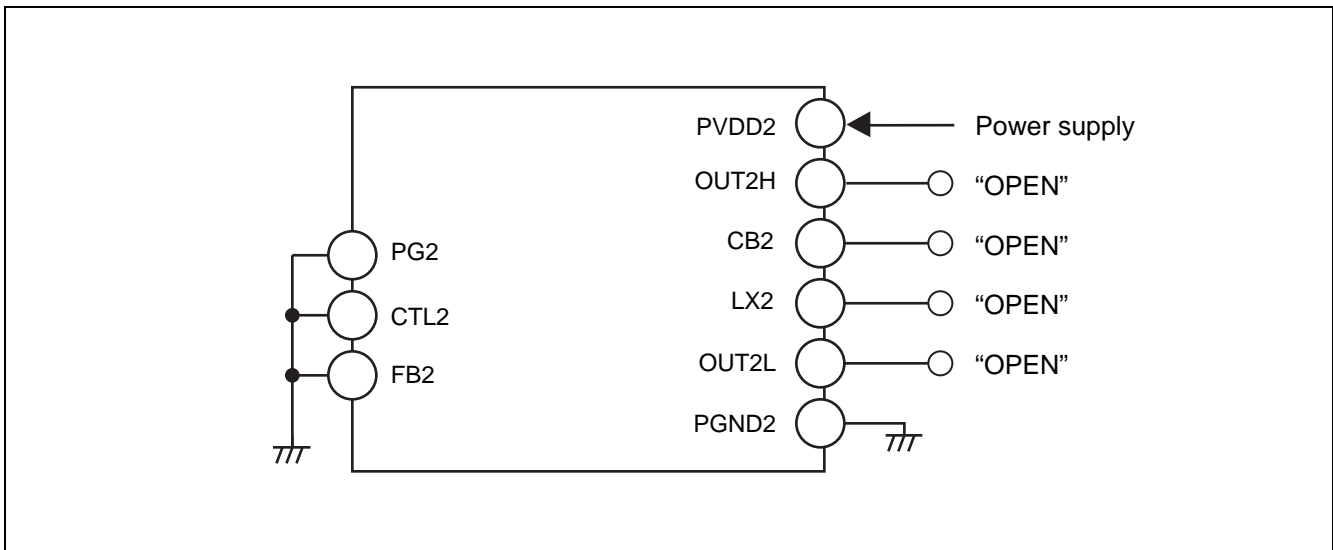 PVDD2 Power supply
OUT2H “OPEN”
CB2 “OPEN”
PG2
LX2 “OPEN”
CTL2
OUT2L “OPEN”
FB2
PGND2